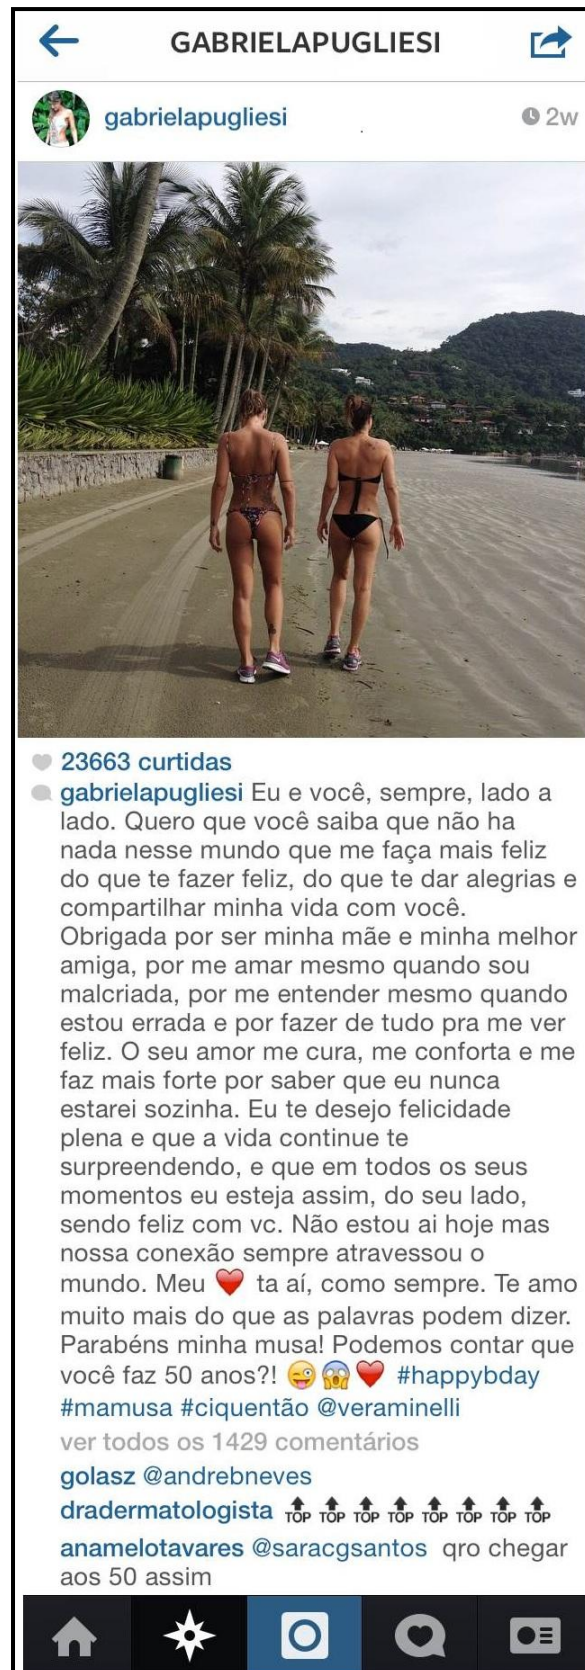 GABRIELAPUGLIESI
gabrielapugliesi 2w
23663 curtidas
gabrielapugliesi Eu e você, sempre, lado a
lado. Quero que você saiba que não ha
nada nesse mundo que me faça mais feliz
do que te fazer feliz, do que te dar alegrias e
compartilhar minha vida com você.
Obrigada por ser minha mãe e minha melhor
amiga, por me amar mesmo quando sou
malcriada, por me entender mesmo quando
estou errada e por fazer de tudo pra me ver
feliz. O seu amor me cura, me conforta e me
faz mais forte por saber que eu nunca
estarei sozinha. Eu te desejo felicidade
plena e que a vida continue te
surpreendendo, e que em todos os seus
momentos eu esteja assim, do seu lado,
sendo feliz com vc. Não estou ai hoje mas
nossa conexão sempre atravessou o
mundo. Meu ❤️ ta aí, como sempre. Te amo
muito mais do que as palavras podem dizer.
Parabéns minha musa! Podemos contar que
você faz 50 anos?! 😜😱❤️ #happybday
#mamusa #ciquentão @veraminelli
ver todos os 1429 comentários
golasz @andrebneves
dradermatologista 🔝🔝🔝🔝🔝🔝🔝🔝
anamelotavares @saracgsantos qro chegar
aos 50 assim